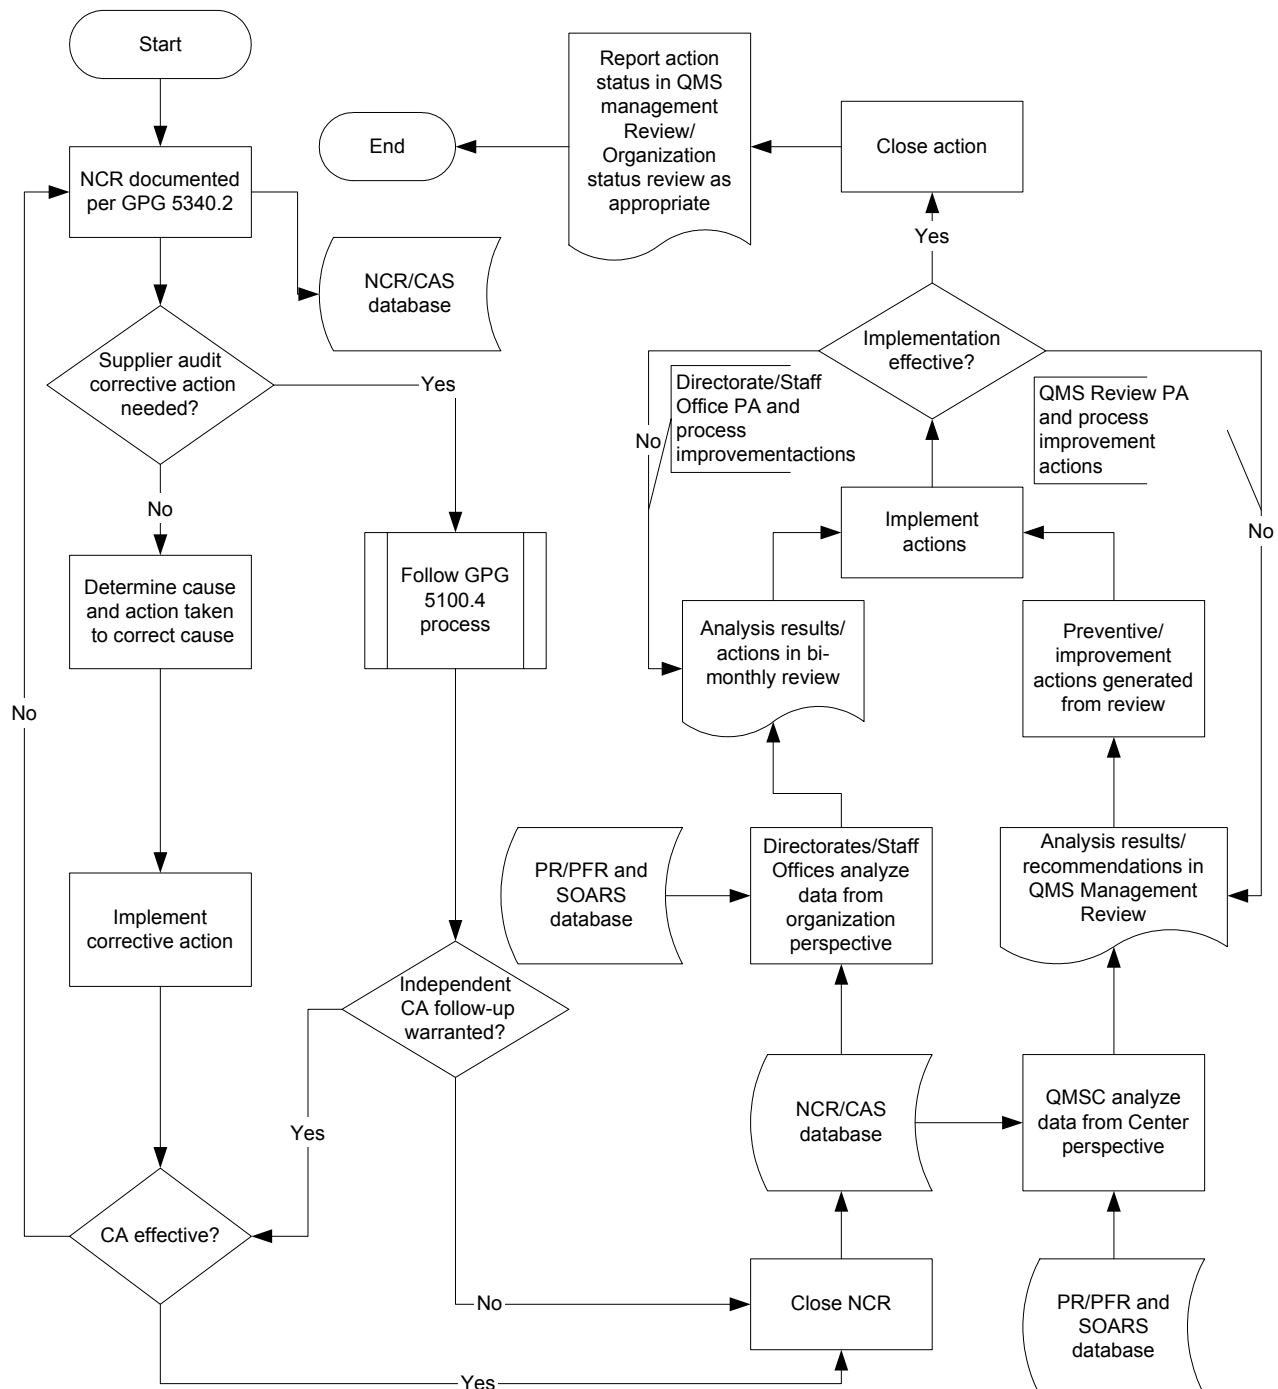 Start
NCR documented
per GPG 5340.2
NCR/CAS
database
Supplier audit
corrective action
needed?
Yes
No
Determine cause
and action taken
to correct cause
Implement
corrective action
CA effective?
No
Yes
Follow GPG
5100.4
process
Independent
CA follow-up
warranted?
Yes
No
Close NCR
NCR/CAS
database
PR/PFR and
SOARS
database
Directorates/Staff
Offices analyze
data from
organization
perspective
QMSC analyze
data from Center
perspective
PR/PFR and
SOARS
database
Analysis results/
recommendations in
QMS Management
Review
Preventive/
improvement
actions generated
from review
Analysis results/
actions in bi-
monthly review
Implement
actions
Implementation
effective?
Directorate/Staff
Office PA and
process
improvementactions
No
QMS Review PA
and process
improvement
actions
No
Yes
Close action
Report action
status in QMS
management
Review/
Organization
status review as
appropriate
End